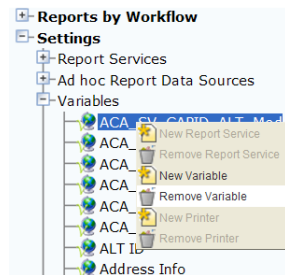 Reports by Workflow
Settings
Report Services
Ad hoc Report Data Sources
Variables
ACA_SV_CAPID_ALT_Mod
ACA_
New Report Service
ACA_
Remove Report Service
ACA_
New Variable
ACA_
Remove Variable
ACA_
New Printer
ALT ID
Remove Printer
Address Info